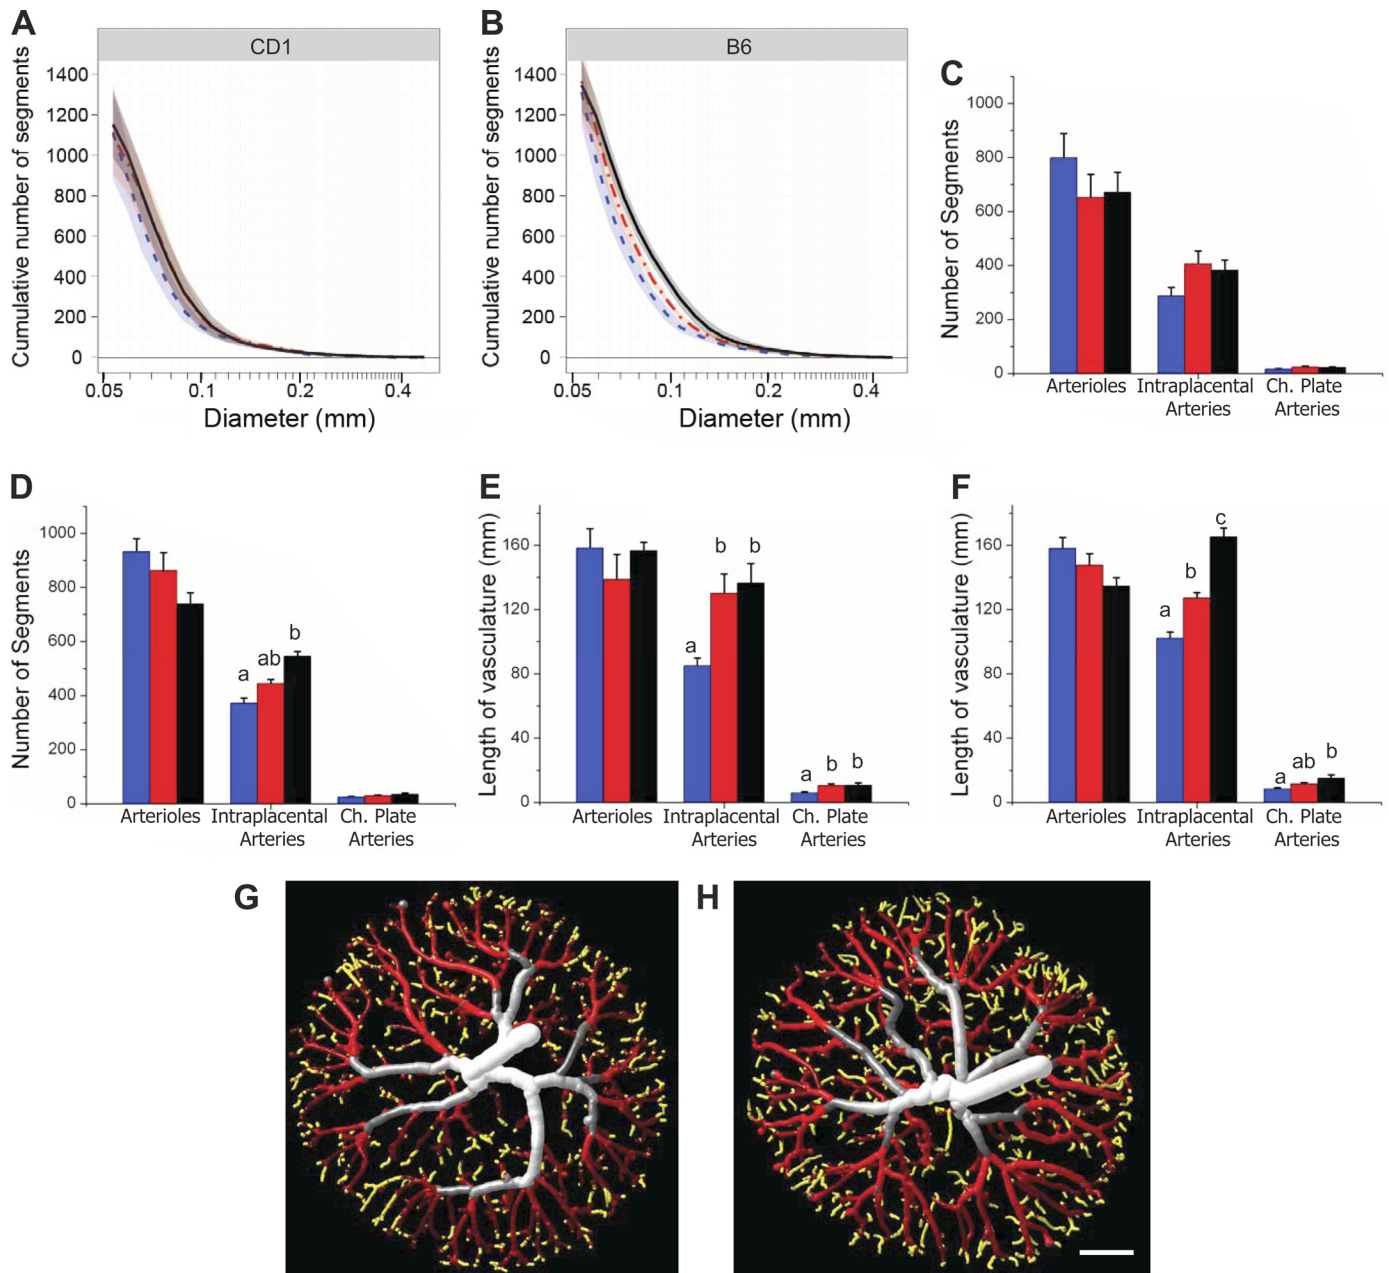 A
CD1
Cumulative number of segments
1400
1200
1000
800
600
400
200
0
0.05
0.1
0.2
0.4
Diameter (mm)
B
B6
Cumulative number of segments
1400
1200
1000
800
600
400
200
0
0.05
0.1
0.2
0.4
Diameter (mm)
C
Number of Segments
1000
800
600
400
200
0
Arterioles
Intraplacental
Arteries
Ch. Plate
Arteries
D
Number of Segments
1000
800
600
400
200
0
a
ab
b
Arterioles
Intraplacental
Arteries
Ch. Plate
Arteries
E
Length of vasculature (mm)
160
120
80
40
0
a
b
b
a
b
b
Arterioles
Intraplacental
Arteries
Ch. Plate
Arteries
F
Length of vasculature (mm)
160
120
80
40
0
a
b
c
a
ab
b
Arterioles
Intraplacental
Arteries
Ch. Plate
Arteries
G
H